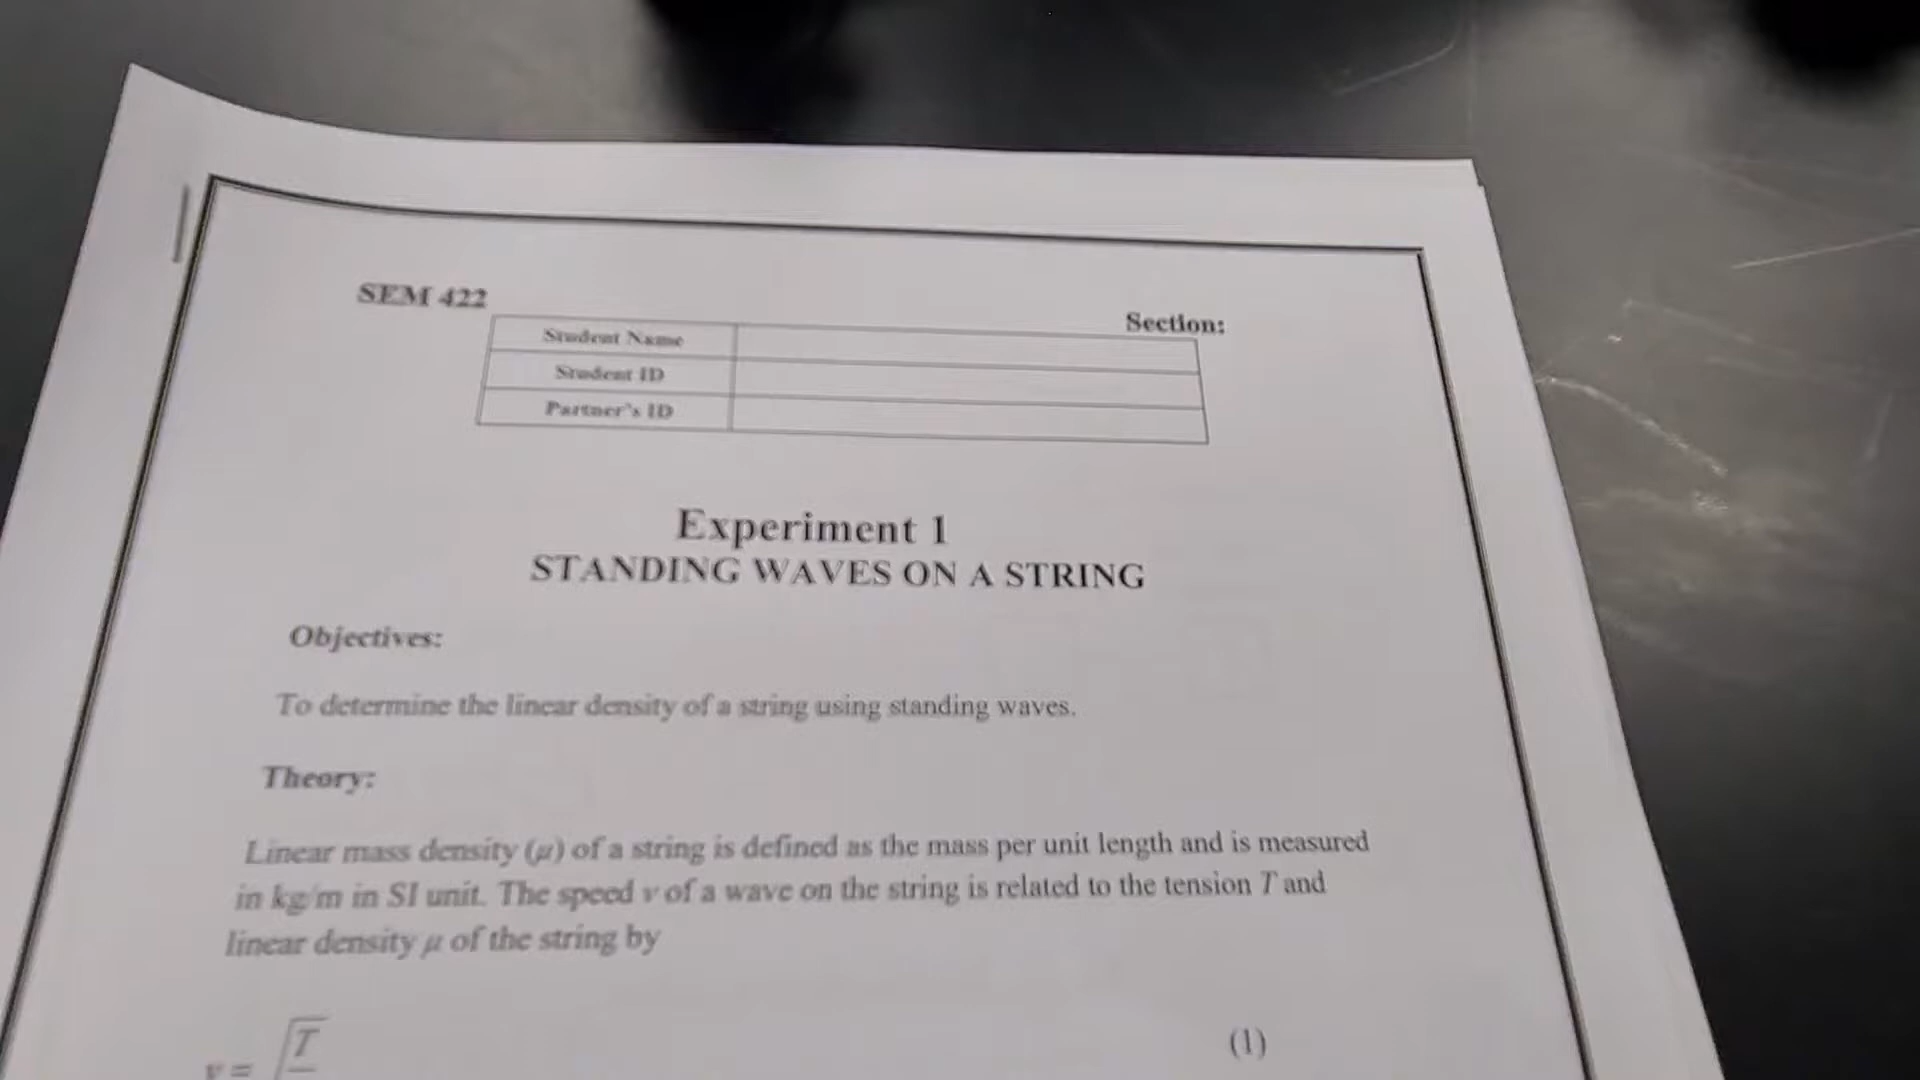 SEM 422
Section:
Student Name
Student ID
Partner's ID
Experiment 1
STANDING WAVES ON A STRING
Objectives:
To determine the linear density of a string using standing waves.
Theory:
Linear mass density (μ) of a string is defined as the mass per unit length and is measured
in kg/m in SI unit. The speed v of a wave on the string is related to the tension T and
linear density μ of the string by
v = √T (1)